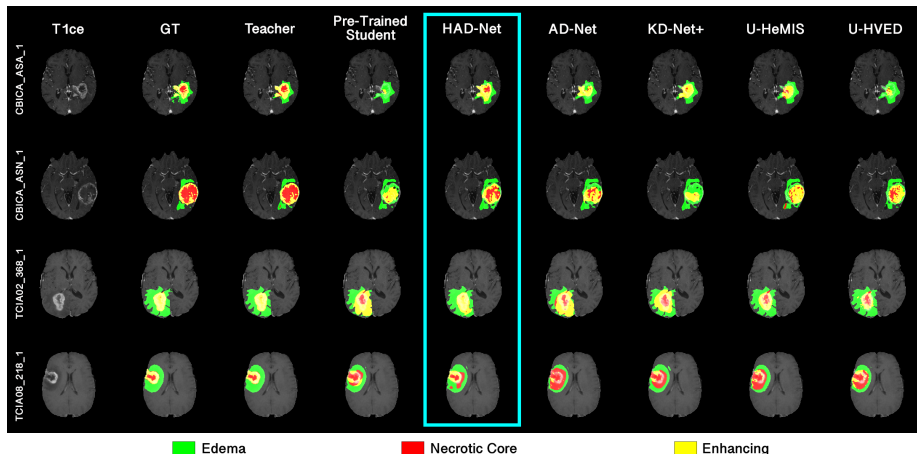 T1ce GT Teacher Pre-Trained Student HAD-Net AD-Net KD-Net+ U-HeMIS U-HVED
CBICA_ASA_1
CBICA_ASN_1
TCIA02_368_1
TCIA08_218_1
Edema Necrotic Core Enhancing